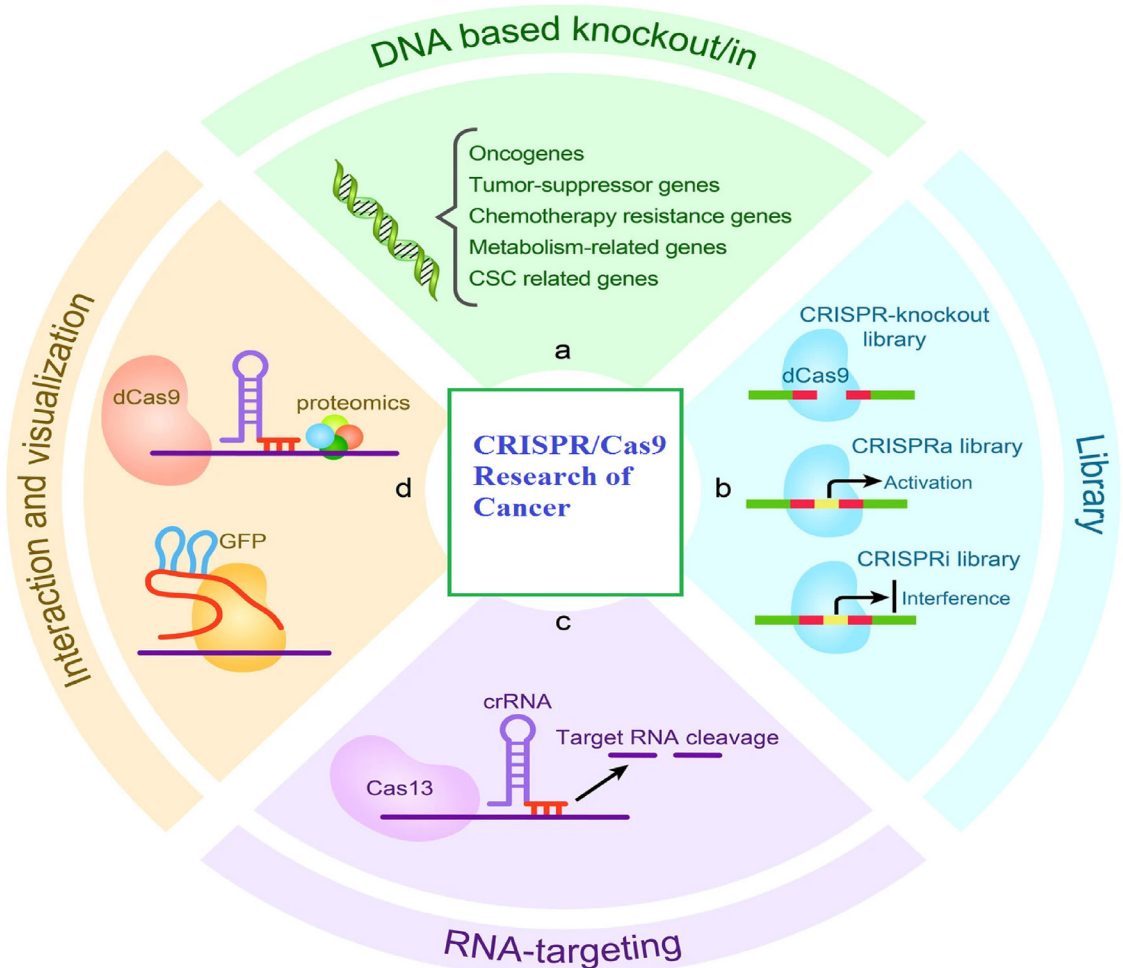 DNA based knockout/in
Oncogenes
Tumor-suppressor genes
Chemotherapy resistance genes
Metabolism-related genes
CSC related genes
a
CRISPR/Cas9
Research of
Cancer
Library
CRISPR-knockout
library
dCas9
CRISPRa library
Activation
b
CRISPRi library
Interference
c
crRNA
Target RNA cleavage
Cas13
RNA-targeting
Interaction and visualization
dCas9
proteomics
d
GFP